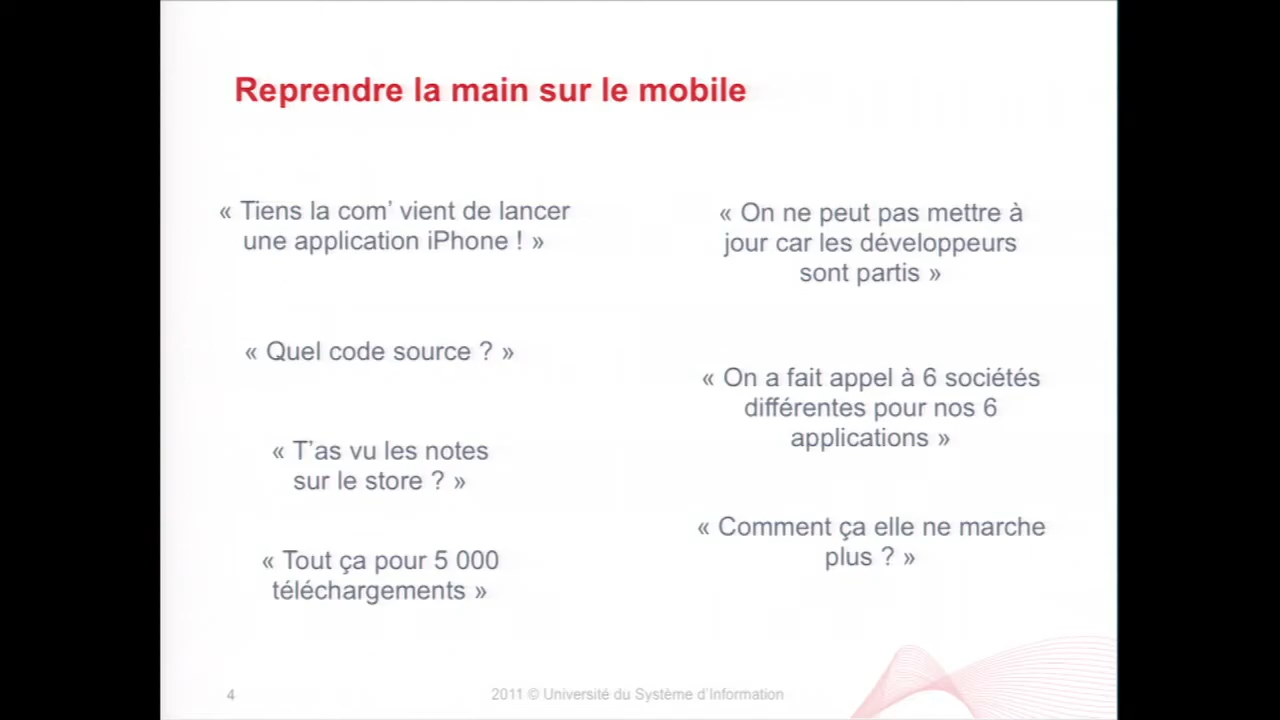 Reprendre la main sur le mobile
« Tiens la com’ vient de lancer
une application iPhone ! »
« Quel code source ? »
« T’as vu les notes
sur le store ? »
« Tout ça pour 5 000
téléchargements »
« On ne peut pas mettre à
jour car les développeurs
sont partis »
« On a fait appel à 6 sociétés
différentes pour nos 6
applications »
« Comment ça elle ne marche
plus ? »
4
2011 © Université du Système d’Information